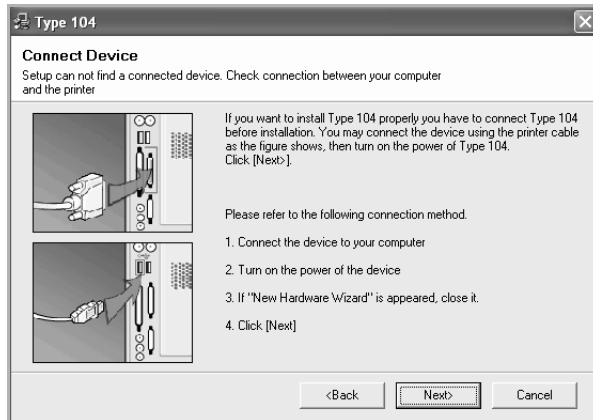 Type 104
Connect Device
Setup can not find a connected device. Check connection between your computer
and the printer
If you want to install Type 104 properly you have to connect Type 104
before installation. You may connect the device using the printer cable
as the figure shows, then turn on the power of Type 104.
Click [Next>].
Please refer to the following connection method.
1. Connect the device to your computer
2. Turn on the power of the device
3. If "New Hardware Wizard" is appeared, close it.
4. Click [Next]
<Back
Next>
Cancel